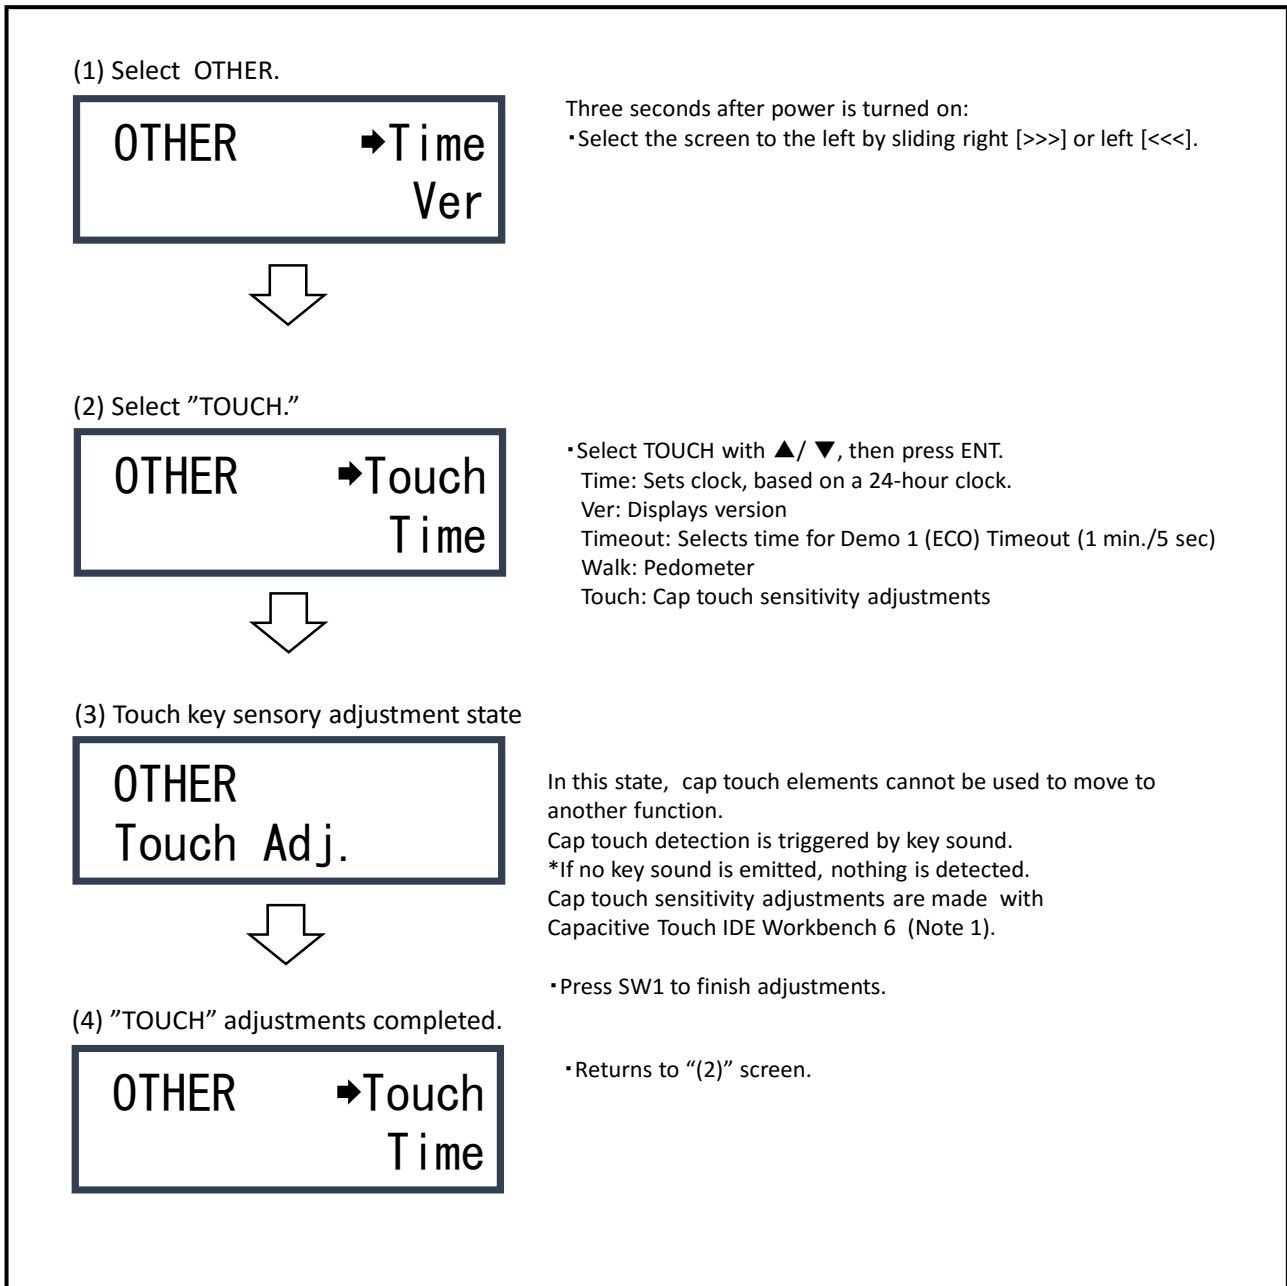 (1) Select OTHER.
OTHER ➡Time
Ver
Three seconds after power is turned on:
・Select the screen to the left by sliding right [>>>] or left [<<<].
(2) Select ”TOUCH.”
OTHER ➡Touch
Time
・Select TOUCH with ▲/ ▼, then press ENT.
Time: Sets clock, based on a 24-hour clock.
Ver: Displays version
Timeout: Selects time for Demo 1 (ECO) Timeout (1 min./5 sec)
Walk: Pedometer
Touch: Cap touch sensitivity adjustments
(3) Touch key sensory adjustment state
OTHER
Touch Adj.
In this state, cap touch elements cannot be used to move to
another function.
Cap touch detection is triggered by key sound.
*If no key sound is emitted, nothing is detected.
Cap touch sensitivity adjustments are made with
Capacitive Touch IDE Workbench 6 (Note 1).
・Press SW1 to finish adjustments.
(4) ”TOUCH” adjustments completed.
OTHER ➡Touch
Time
・Returns to “(2)” screen.